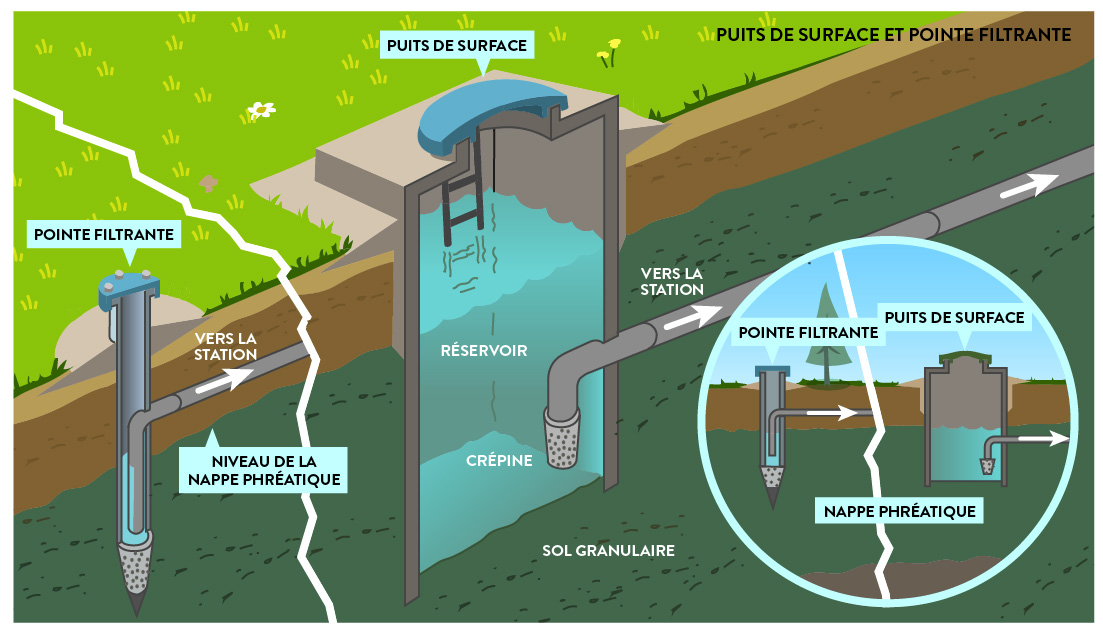 PUITS DE SURFACE ET POINTE FILTRANTE
PUITS DE SURFACE
POINTE FILTRANTE
VERS LA
STATION
NIVEAU DE LA
NAPPE PHRÉATIQUE
RÉSERVOIR
CRÉPINE
VERS LA
STATION
SOL GRANULAIRE
POINTE FILTRANTE
PUITS DE SURFACE
NAPPE PHRÉATIQUE